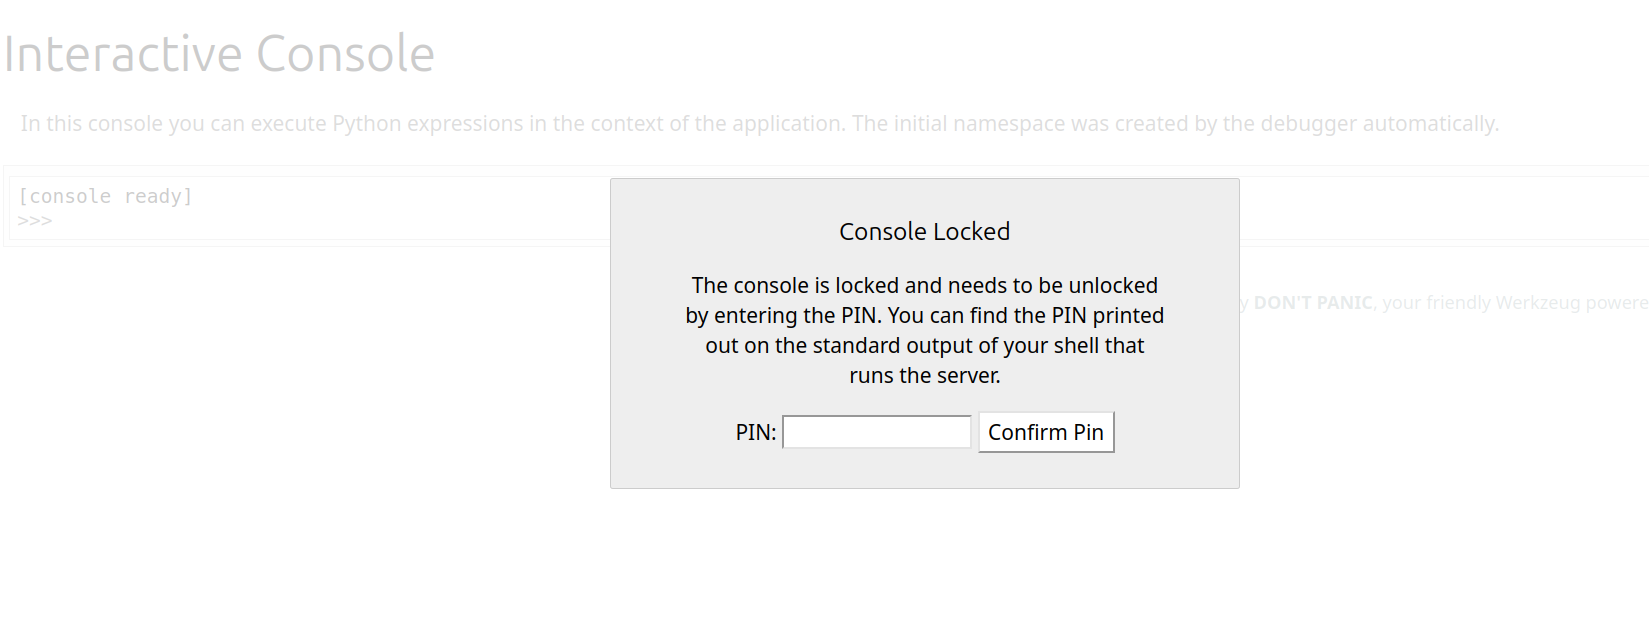 Interactive Console
In this console you can execute Python expressions in the context of the application. The initial namespace was created by the debugger automatically.
[console ready]
>>>
Console Locked
The console is locked and needs to be unlocked
by entering the PIN. You can find the PIN printed
out on the standard output of your shell that
runs the server.
PIN: Confirm Pin
y DON'T PANIC, your friendly Werkzeug powere